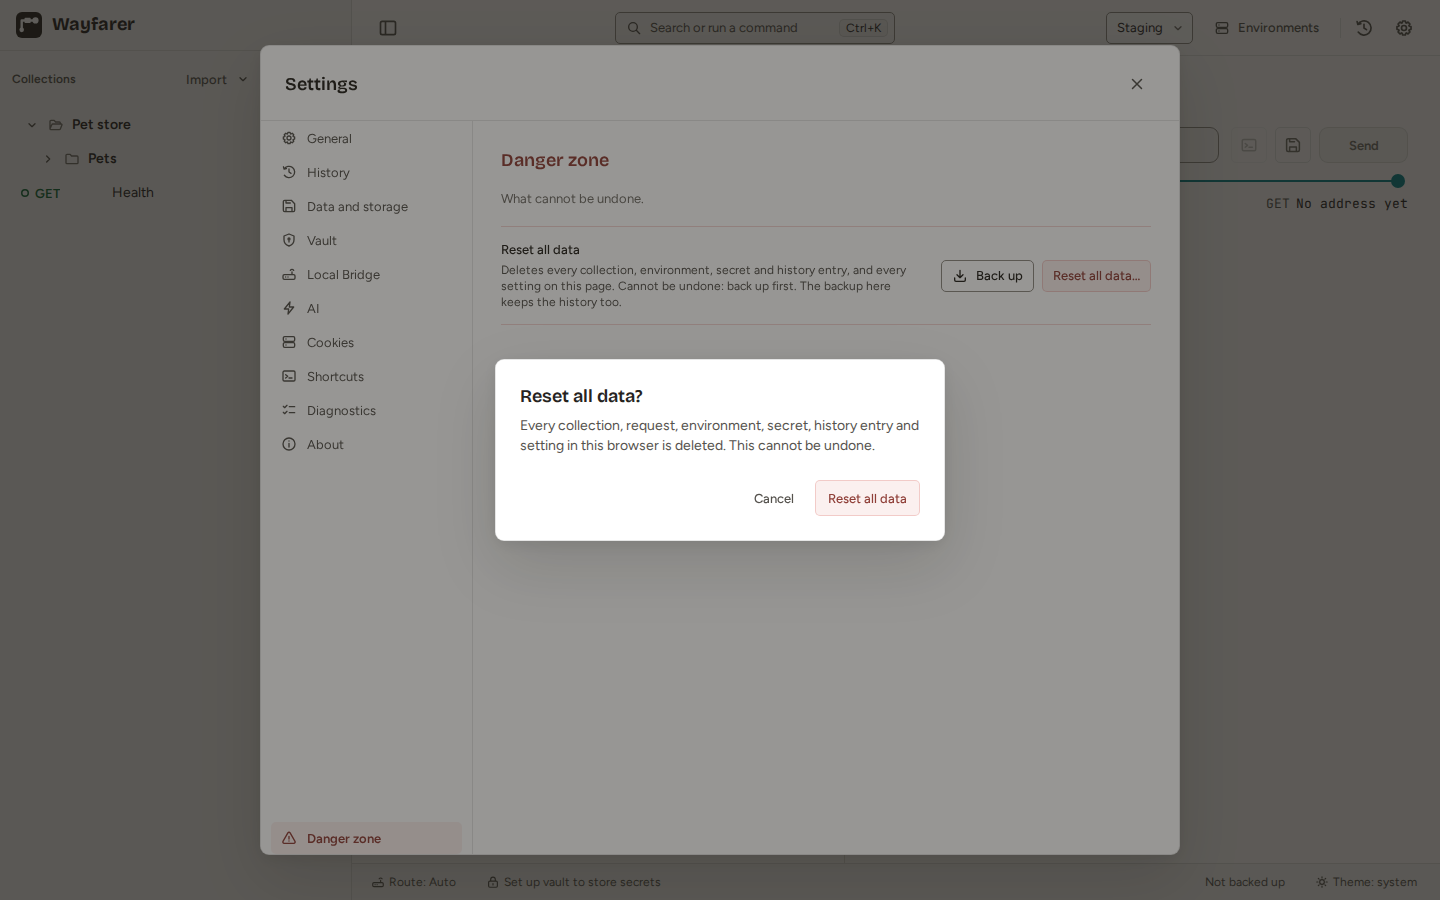 Wayfarer
Search or run a command
Ctrl+K
Staging
Environments
Collections
Import
Pet store
Pets
GET
Health
Settings
General
History
Data and storage
Vault
Local Bridge
AI
Cookies
Shortcuts
Diagnostics
About
Danger zone
Danger zone
What cannot be undone.
Reset all data
Deletes every collection, environment, secret and history entry, and every
setting on this page. Cannot be undone: back up first. The backup here
keeps the history too.
Back up
Reset all data...
Send
GET No address yet
Reset all data?
Every collection, request, environment, secret, history entry and
setting in this browser is deleted. This cannot be undone.
Cancel
Reset all data
Route: Auto
Set up vault to store secrets
Not backed up
Theme: system